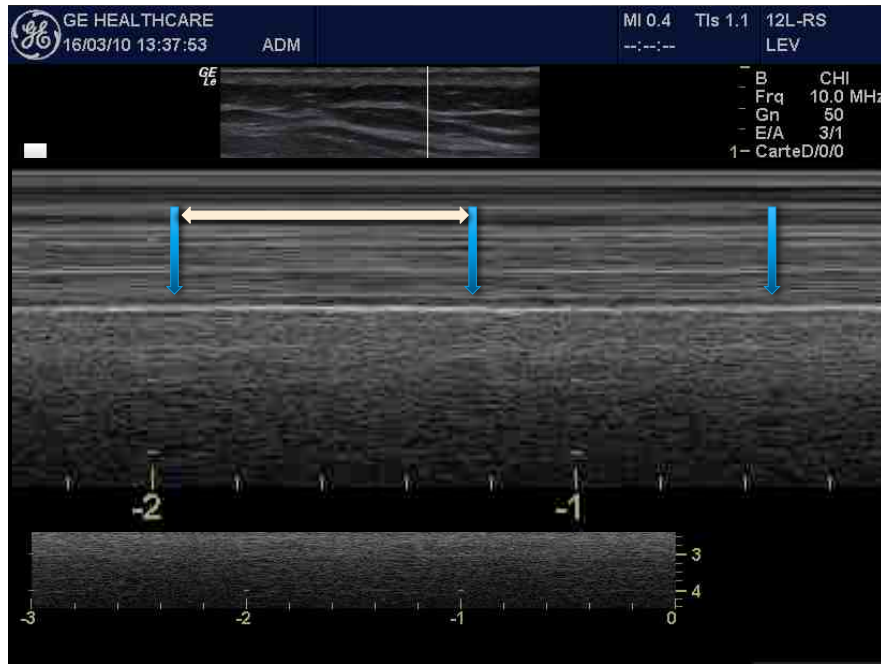 GE HEALTHCARE
16/03/10 13:37:53 ADM
MI 0.4 TIs 1.1 12L-RS
--:--:-- LEV
GE
Le
B CHI
Frq 10.0 MHz
Gn 50
E/A 3/1
1- CarteD/0/0
-2 -1
3
4
-3 -2 -1 0